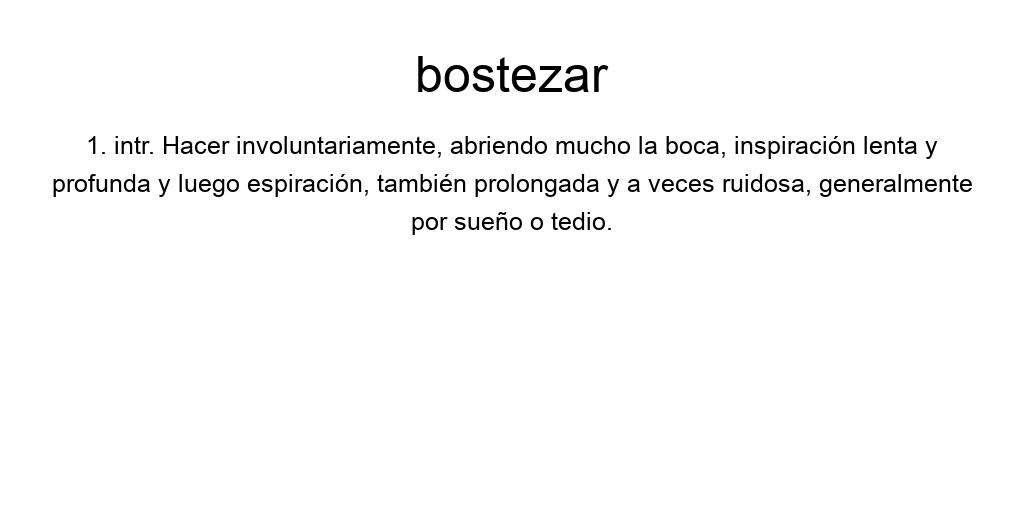 bostezar
1. intr. Hacer involuntariamente, abriendo mucho la boca, inspiración lenta y
profunda y luego espiración, también prolongada y a veces ruidosa, generalmente
por sueño o tedio.